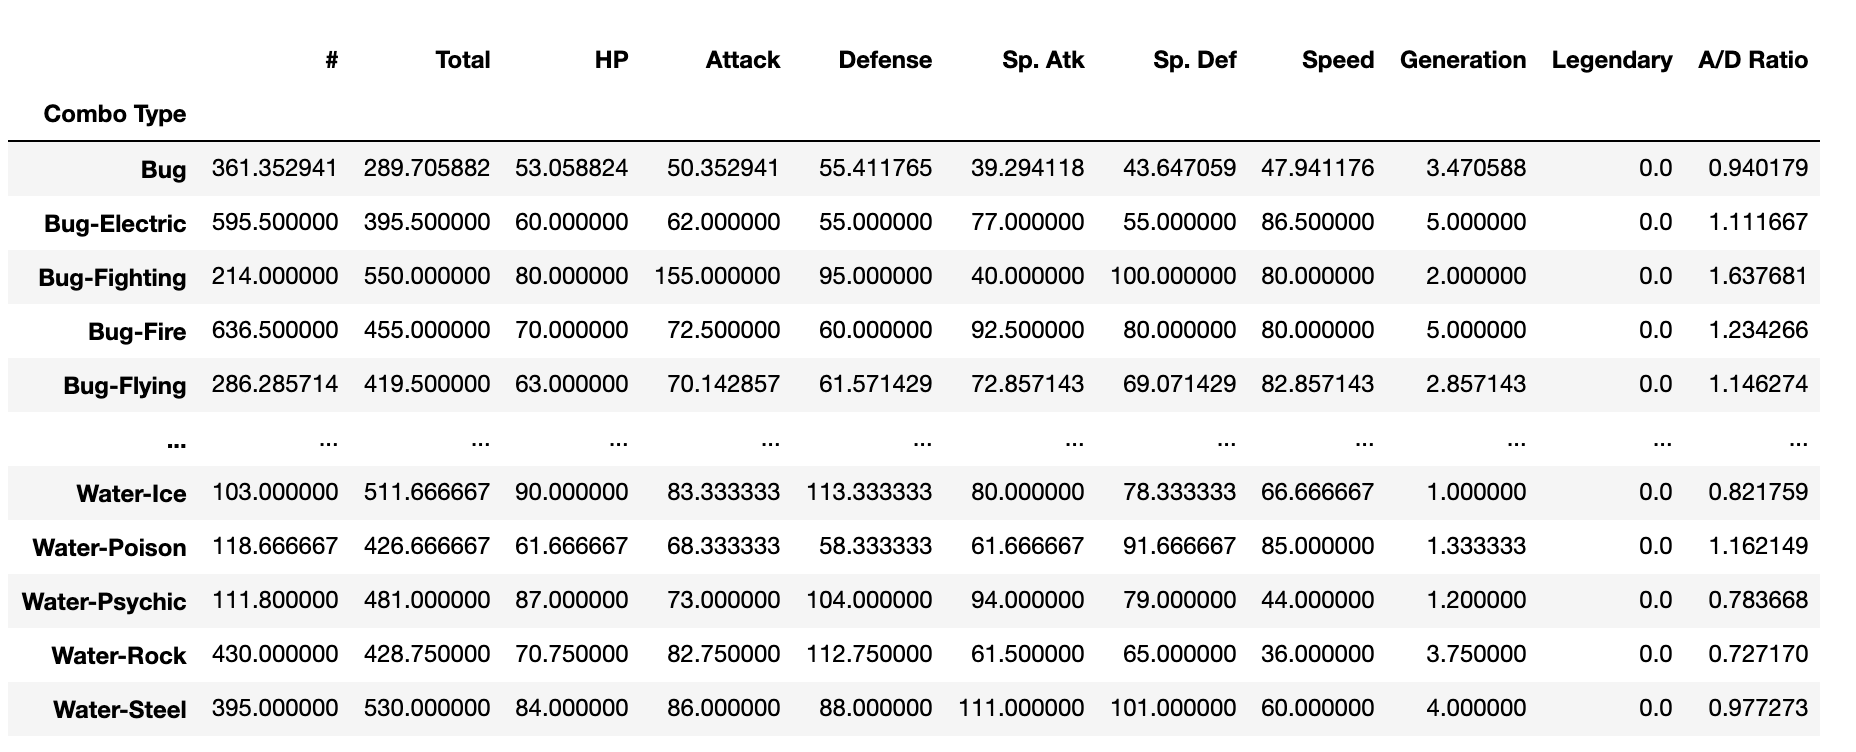 # Total HP Attack Defense Sp. Atk Sp. Def Speed Generation Legendary A/D Ratio
Combo Type
Bug 361.352941 289.705882 53.058824 50.352941 55.411765 39.294118 43.647059 47.941176 3.470588 0.0 0.940179
Bug-Electric 595.500000 395.500000 60.000000 62.000000 55.000000 77.000000 55.000000 86.500000 5.000000 0.0 1.111667
Bug-Fighting 214.000000 550.000000 80.000000 155.000000 95.000000 40.000000 100.000000 80.000000 2.000000 0.0 1.637681
Bug-Fire 636.500000 455.000000 70.000000 72.500000 60.000000 92.500000 80.000000 80.000000 5.000000 0.0 1.234266
Bug-Flying 286.285714 419.500000 63.000000 70.142857 61.571429 72.857143 69.071429 82.857143 2.857143 0.0 1.146274
... ... ... ... ... ... ... ... ... ... ... ...
Water-Ice 103.000000 511.666667 90.000000 83.333333 113.333333 80.000000 78.333333 66.666667 1.000000 0.0 0.821759
Water-Poison 118.666667 426.666667 61.666667 68.333333 58.333333 61.666667 91.666667 85.000000 1.333333 0.0 1.162149
Water-Psychic 111.800000 481.000000 87.000000 73.000000 104.000000 94.000000 79.000000 44.000000 1.200000 0.0 0.783668
Water-Rock 430.000000 428.750000 70.750000 82.750000 112.750000 61.500000 65.000000 36.000000 3.750000 0.0 0.727170
Water-Steel 395.000000 530.000000 84.000000 86.000000 88.000000 111.000000 101.000000 60.000000 4.000000 0.0 0.977273